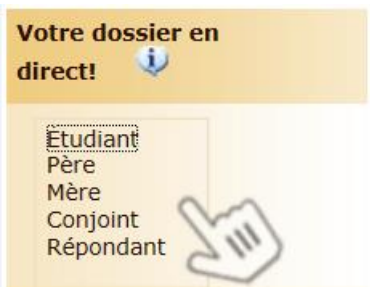 Votre dossier en
direct!
Etudiant
Père
Mère
Conjoint
Répondant